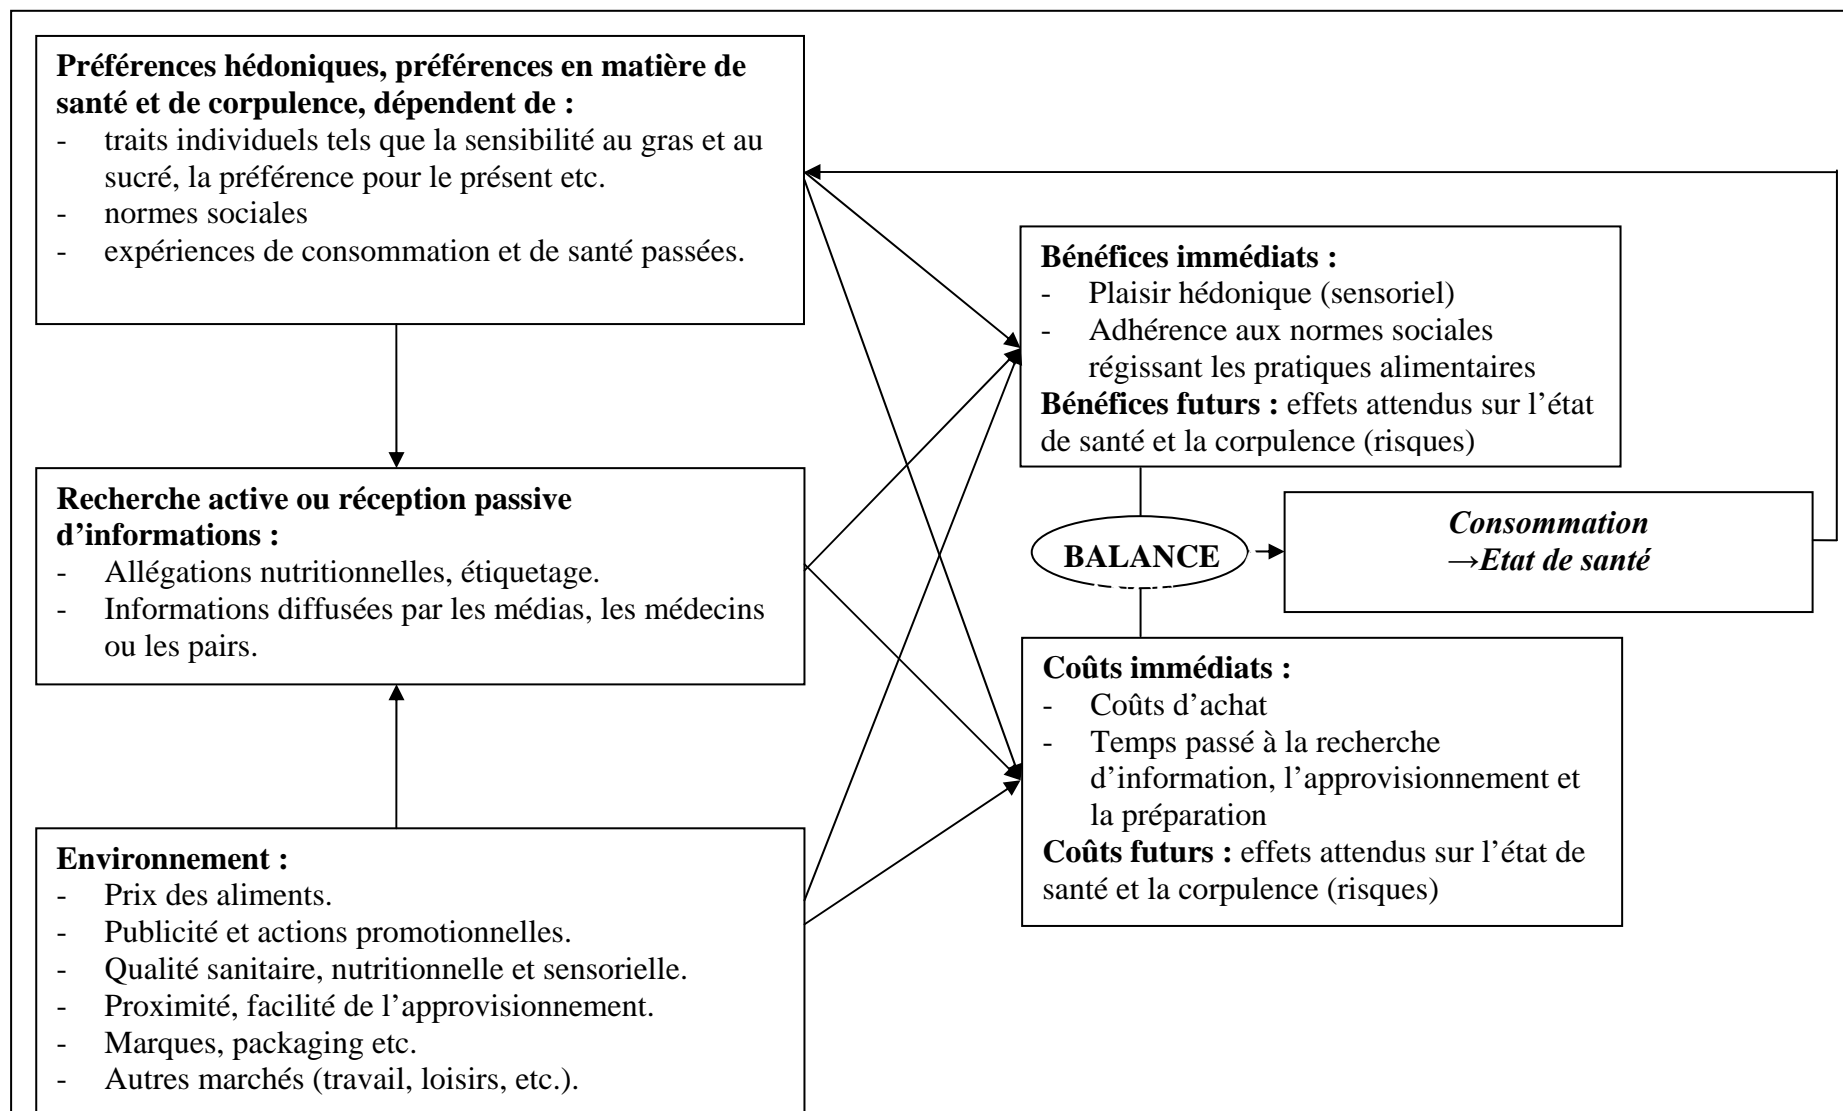 Préférences hédoniques, préférences en matière de
santé et de corpulence, dépendent de :
- traits individuels tels que la sensibilité au gras et au
sucré, la préférence pour le présent etc.
- normes sociales
- expériences de consommation et de santé passées.
Recherche active ou réception passive
d’informations :
- Allégations nutritionnelles, étiquetage.
- Informations diffusées par les médias, les médecins
ou les pairs.
Environnement :
- Prix des aliments.
- Publicité et actions promotionnelles.
- Qualité sanitaire, nutritionnelle et sensorielle.
- Proximité, facilité de l’approvisionnement.
- Marques, packaging etc.
- Autres marchés (travail, loisirs, etc.).
Bénéfices immédiats :
- Plaisir hédonique (sensoriel)
- Adhérence aux normes sociales
régissant les pratiques alimentaires
Bénéfices futurs : effets attendus sur l’état
de santé et la corpulence (risques)
BALANCE
Consommation
→Etat de santé
Coûts immédiats :
- Coûts d’achat
- Temps passé à la recherche
d’information, l’approvisionnement et
la préparation
Coûts futurs : effets attendus sur l’état de
santé et la corpulence (risques)